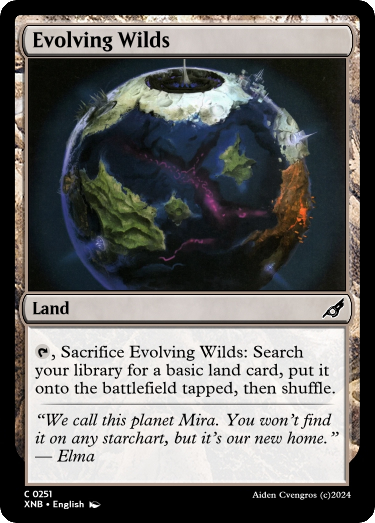 Evolving Wilds
Land
, Sacrifice Evolving Wilds: Search
your library for a basic land card, put it
onto the battlefield tapped, then shuffle.
“We call this planet Mira. You won’t find
it on any starchart, but it’s our new home.”
— Elma
C 0251
XNB • English
Aiden Cvengros (c)2024